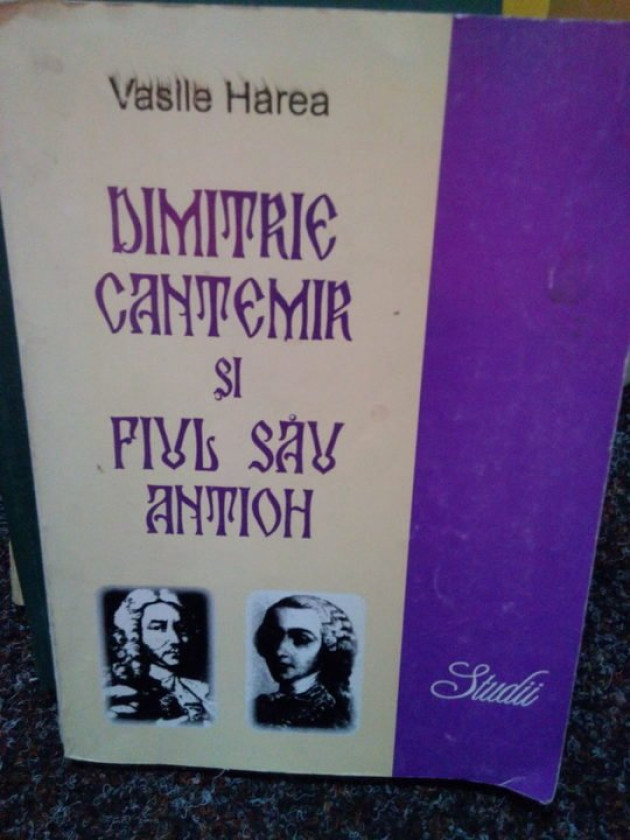 Vasile Harea
DIMITRIE
CANTEMIR
ȘI
FIUL SĂU
ANTIOH
Studii